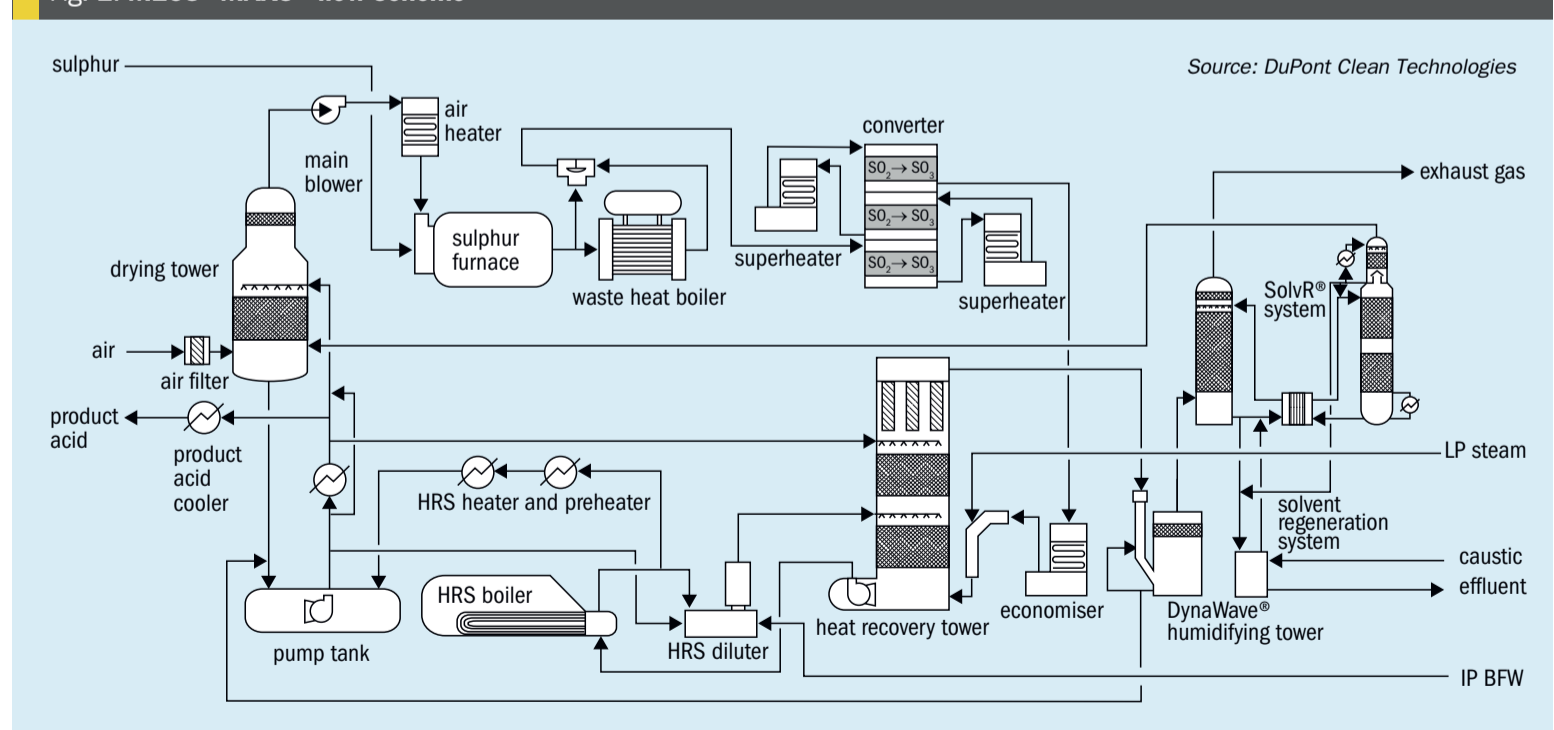 sulphur
Source: DuPont Clean Technologies
air
heater
converter
main
blower
SO₂→ SO₃
exhaust gas
SO₂→ SO₃
sulphur
furnace
drying tower
superheater
SO₂→ SO₃
waste heat boiler
superheater
SolvR®
system
air
air filter
product
acid
product
acid
cooler
LP steam
HRS heater and preheater
solvent
regeneration
system
caustic
effluent
HRS boiler
economiser
DynaWave®
humidifying tower
heat recovery tower
pump tank
HRS diluter
IP BFW